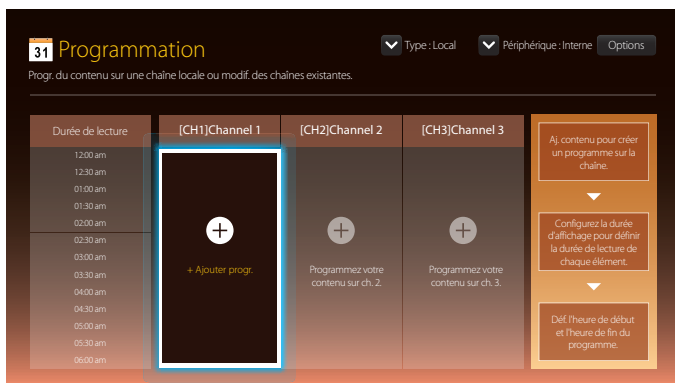 31 Programmation
Type : Local
Périphérique : Interne
Options
Progr. du contenu sur une chaîne locale ou modif. des chaînes existantes.
Durée de lecture
[CH1]Channel 1
[CH2]Channel 2
[CH3]Channel 3
12:00 am
12:30 am
01:00 am
01:30 am
02:00 am
02:30 am
03:00 am
03:30 am
04:00 am
04:30 am
05:00 am
05:30 am
06:00 am
+ Ajouter progr.
Programmez votre
contenu sur ch. 2.
Programmez votre
contenu sur ch. 3.
Aj. contenu pour créer
un programme sur la
chaîne.
Configurez la durée
d'affichage pour définir
la durée de lecture de
chaque élément.
Déf. l'heure de début
et l'heure de fin du
programme.